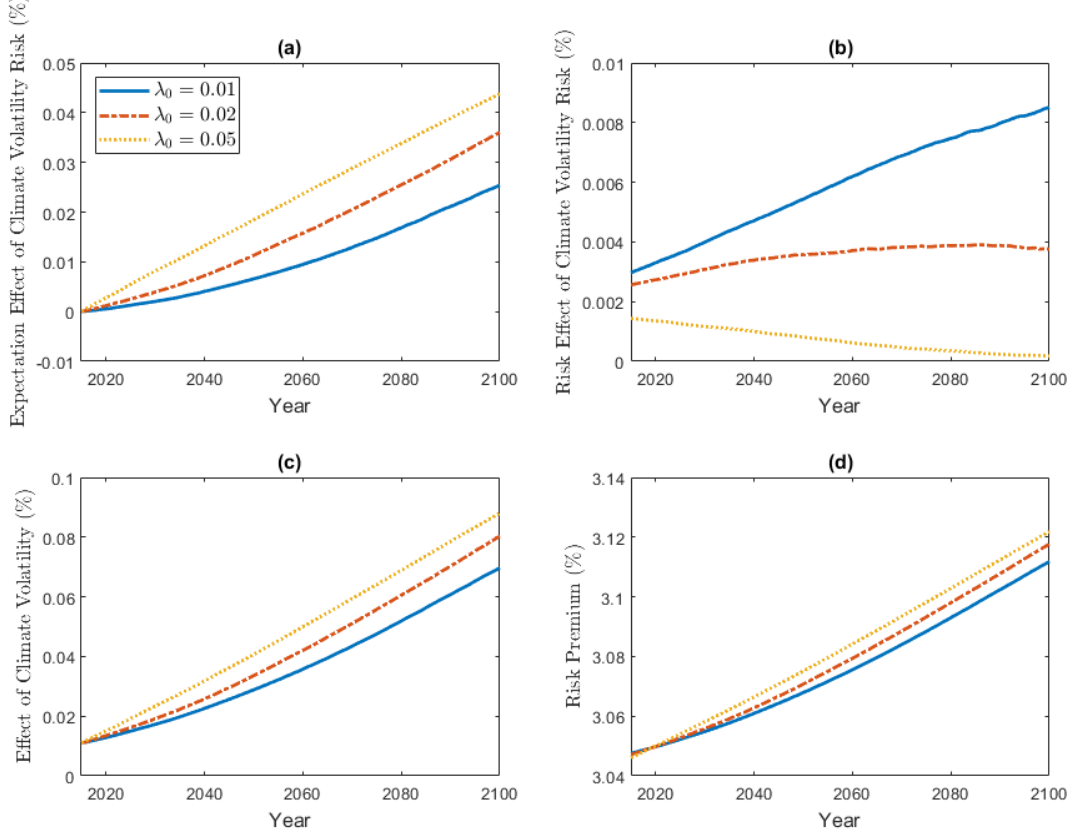 (a)
Expectation Effect of Climate Volatility Risk (%)
0.05
0.04
0.03
0.02
0.01
0
-0.01
λ₀ = 0.01
λ₀ = 0.02
λ₀ = 0.05
2020 2040 2060 2080 2100
Year
(b)
Risk Effect of Climate Volatility Risk (%)
0.01
0.008
0.006
0.004
0.002
0
2020 2040 2060 2080 2100
Year
(c)
Effect of Climate Volatility (%)
0.1
0.08
0.06
0.04
0.02
0
2020 2040 2060 2080 2100
Year
(d)
Risk Premium (%)
3.14
3.12
3.1
3.08
3.06
3.04
2020 2040 2060 2080 2100
Year